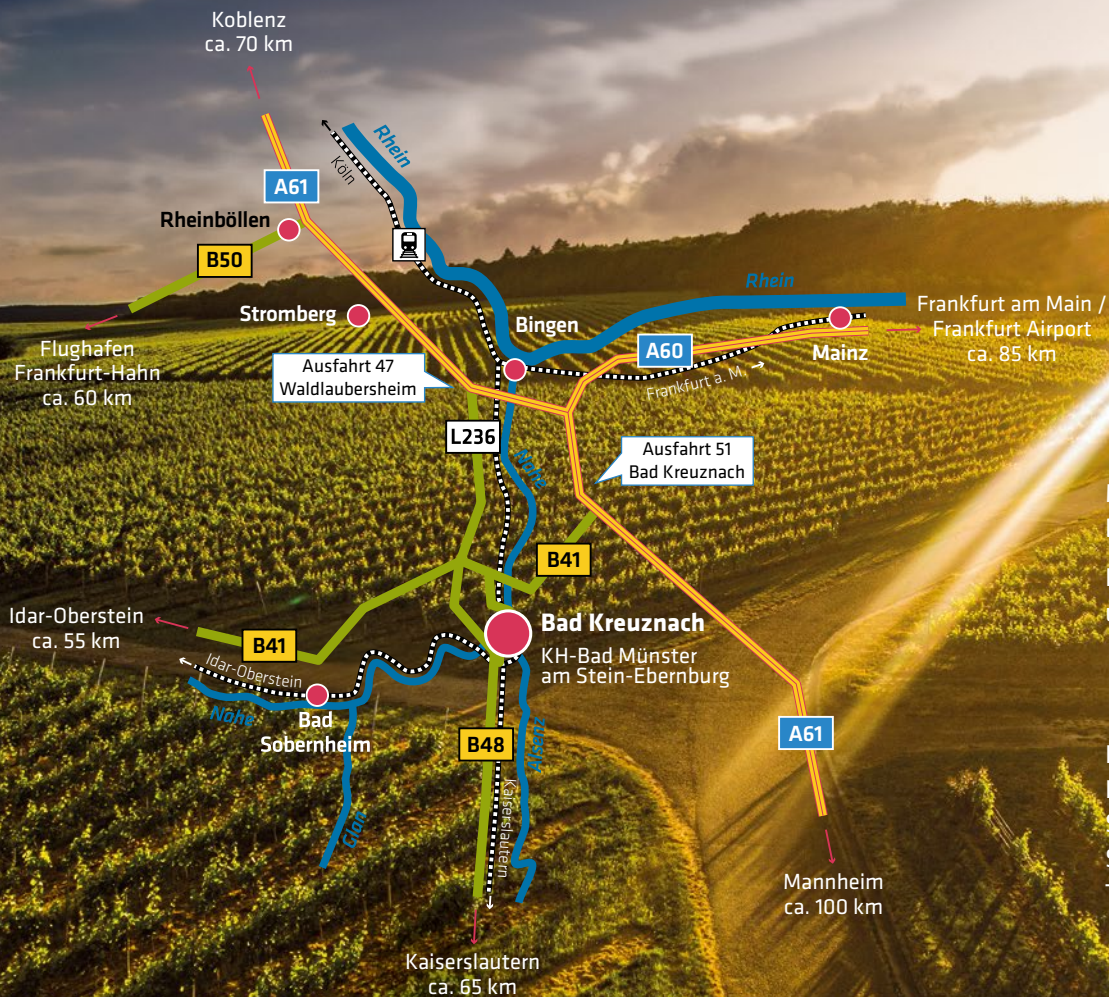 Koblenz
ca. 70 km
Rhein
Köln
A61
Rheinböllen
B50
Stromberg
Bingen
Rhein
Frankfurt am Main /
Frankfurt Airport
ca. 85 km
A60
Mainz
Flughafen
Frankfurt-Hahn
ca. 60 km
Ausfahrt 47
Waldlaubersheim
Frankfurt a. M
L236
Ausfahrt 51
Bad Kreuznach
Nahe
B41
Idar-Oberstein
ca. 55 km
B41
Bad Kreuznach
KH-Bad Münster
am Stein-Ebernburg
Idar-Oberstein
Nahe
Bad
Sobernheim
B48
Alsenz
A61
Kaiserslautern
Glan
Mannheim
ca. 100 km
Kaiserslautern
ca. 65 km